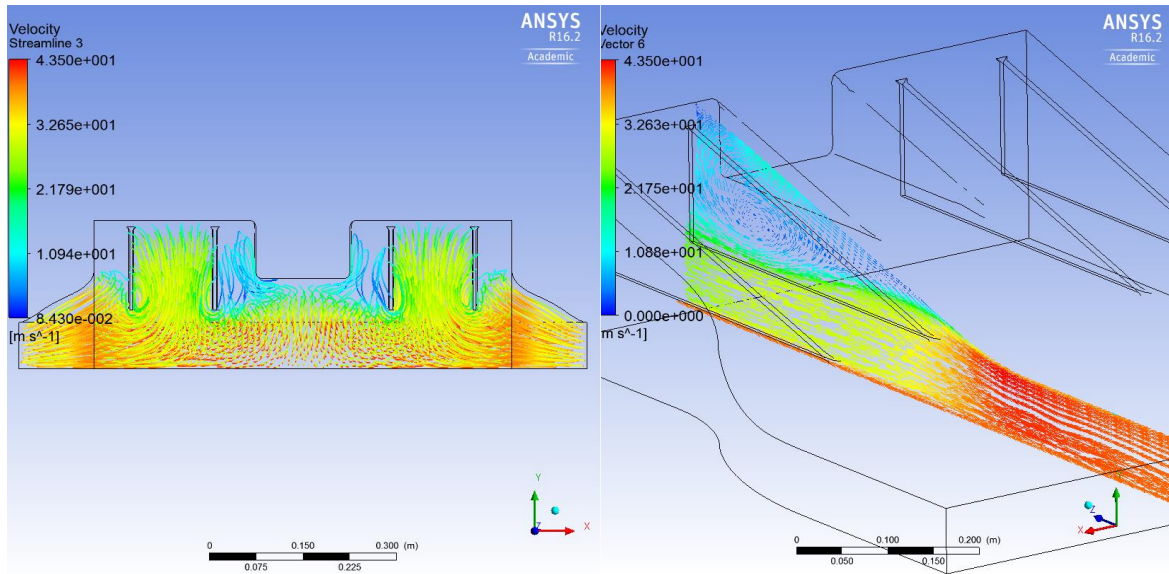 Velocity
Streamline 3
4.350e+001
3.265e+001
2.179e+001
1.094e+001
8.430e-002
[m s^-1]
ANSYS
R16.2
Academic
Y
X
Z
0 0.150 0.300 (m)
0.075 0.225
Velocity
Vector 6
4.350e+001
3.263e+001
2.175e+001
1.088e+001
0.000e+000
[m s^-1]
ANSYS
R16.2
Academic
Z
X
0 0.100 0.200 (m)
0.050 0.150